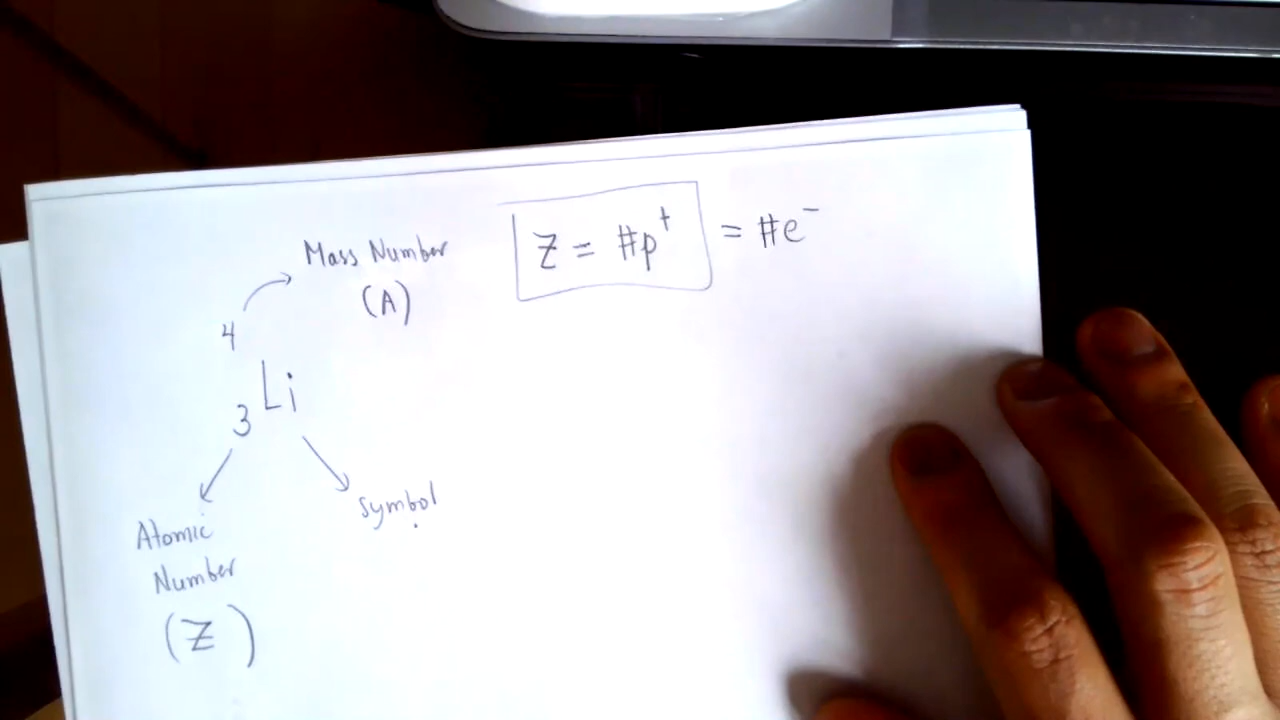 Mass Number
(A)
Z = #p⁺ = #e⁻
4
3 Li
Atomic
Number
(Z)
symbol